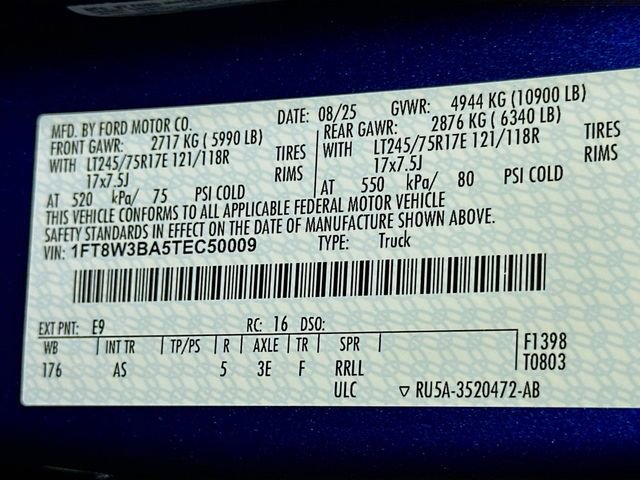 MFD. BY FORD MOTOR CO. DATE: 08/25 GVWR: 4944 KG (10900 LB)
FRONT GAWR: 2717 KG (5990 LB) REAR GAWR: 2876 KG (6340 LB)
WITH LT245/75R17E 121/118R TIRES WITH LT245/75R17E 121/118R TIRES
17x7.5J RIMS 17x7.5J RIMS
AT 520 kPa/ 75 PSI COLD AT 550 kPa/ 80 PSI COLD
THIS VEHICLE CONFORMS TO ALL APPLICABLE FEDERAL MOTOR VEHICLE
SAFETY STANDARDS IN EFFECT ON THE DATE OF MANUFACTURE SHOWN ABOVE.
VIN: 1FT8W3BA5TEC50009 TYPE: Truck
EXT PNT: E9 RC: 16 DSO:
WB INT TR TP/PS R AXLE TR SPR F1398
176 AS 5 3E F RRLL T0803
ULC ▽ RU5A-3520472-AB